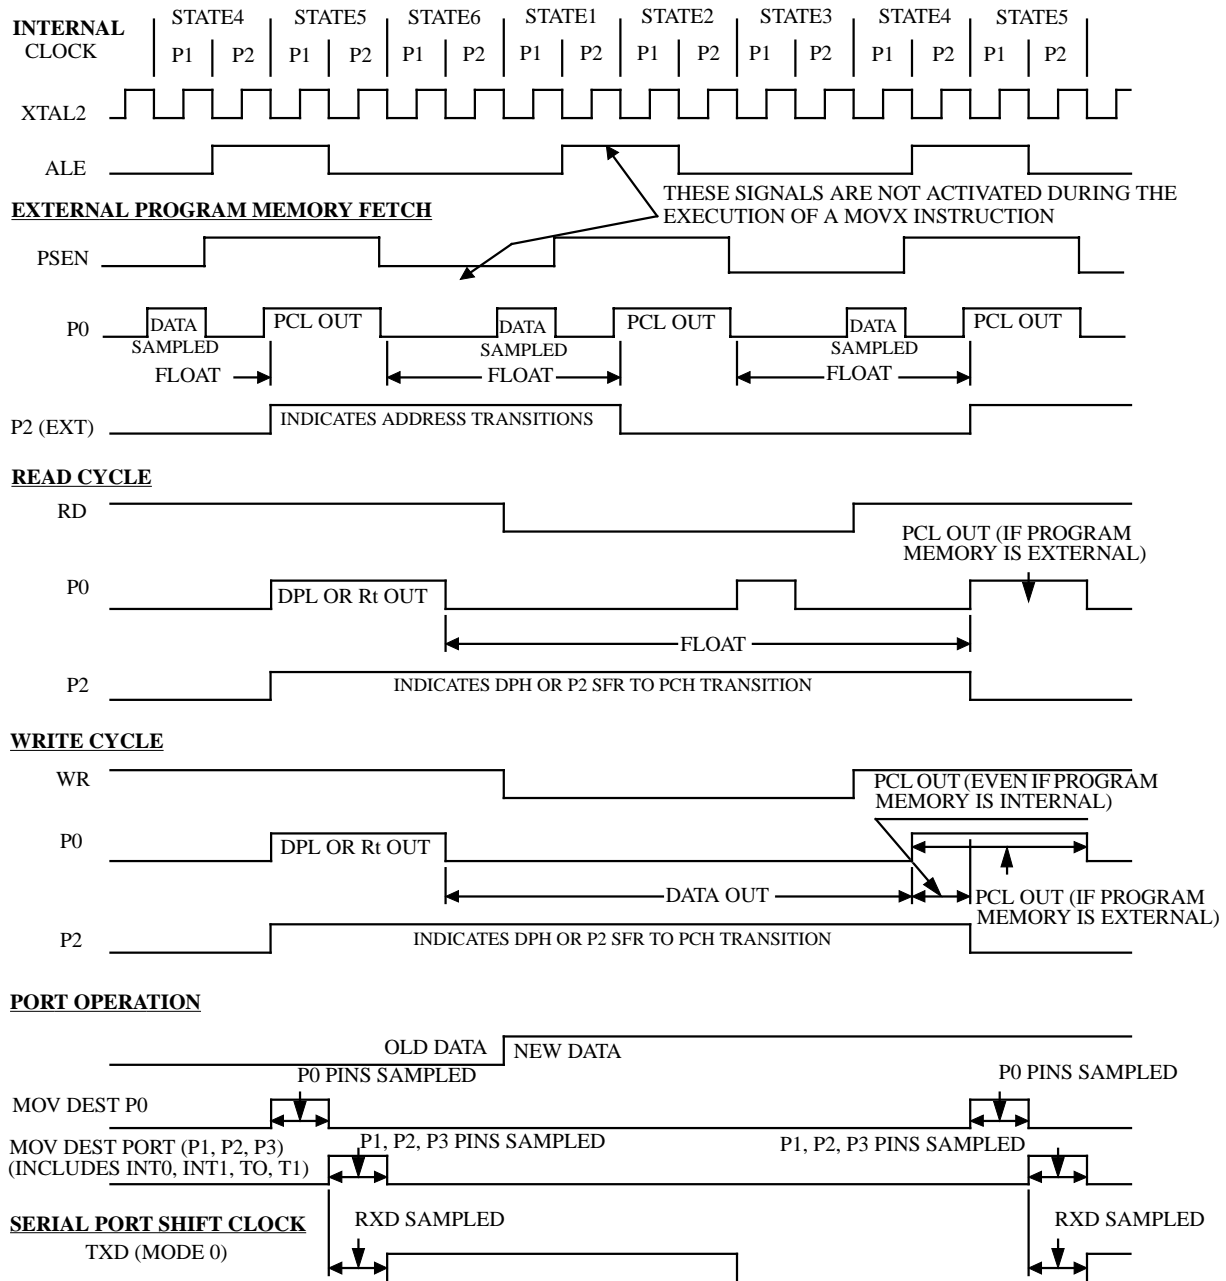 INTERNAL
CLOCK
STATE4 STATE5 STATE6 STATE1 STATE2 STATE3 STATE4 STATE5
P1 P2 P1 P2 P1 P2 P1 P2 P1 P2 P1 P2 P1 P2 P1 P2
XTAL2
ALE
THESE SIGNALS ARE NOT ACTIVATED DURING THE
EXECUTION OF A MOVX INSTRUCTION
EXTERNAL PROGRAM MEMORY FETCH
PSEN
P0
DATA
SAMPLED
PCL OUT
DATA
SAMPLED
PCL OUT
DATA
SAMPLED
PCL OUT
FLOAT FLOAT FLOAT
P2 (EXT)
INDICATES ADDRESS TRANSITIONS
READ CYCLE
RD
PCL OUT (IF PROGRAM
MEMORY IS EXTERNAL)
P0
DPL OR Rt OUT
FLOAT
P2
INDICATES DPH OR P2 SFR TO PCH TRANSITION
WRITE CYCLE
WR
PCL OUT (EVEN IF PROGRAM
MEMORY IS INTERNAL)
P0
DPL OR Rt OUT
DATA OUT
PCL OUT (IF PROGRAM
MEMORY IS EXTERNAL)
P2
INDICATES DPH OR P2 SFR TO PCH TRANSITION
PORT OPERATION
OLD DATA NEW DATA
P0 PINS SAMPLED P0 PINS SAMPLED
MOV DEST P0
MOV DEST PORT (P1, P2, P3)
(INCLUDES INT0, INT1, TO, T1)
P1, P2, P3 PINS SAMPLED P1, P2, P3 PINS SAMPLED
SERIAL PORT SHIFT CLOCK
TXD (MODE 0)
RXD SAMPLED RXD SAMPLED